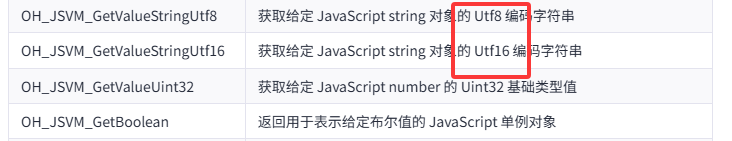 OH_JSVM_GetValueStringUtf8 获取给定 JavaScript string 对象的 Utf8 编码字符串
OH_JSVM_GetValueStringUtf16 获取给定 JavaScript string 对象的 Utf16 编码字符串
OH_JSVM_GetValueUint32 获取给定 JavaScript number 的 Uint32 基础类型值
OH_JSVM_GetBoolean 返回用于表示给定布尔值的 JavaScript 单例对象